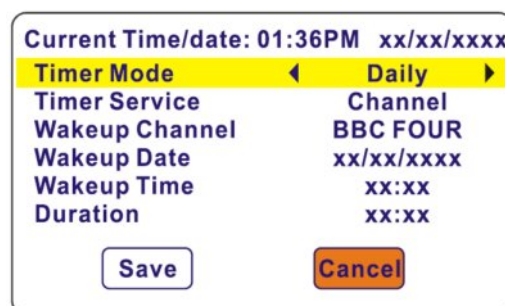 Current Time/date: 01:36PM xx/xx/xxxx
Timer Mode Daily
Timer Service Channel
Wakeup Channel BBC FOUR
Wakeup Date xx/xx/xxxx
Wakeup Time xx:xx
Duration xx:xx
Save Cancel